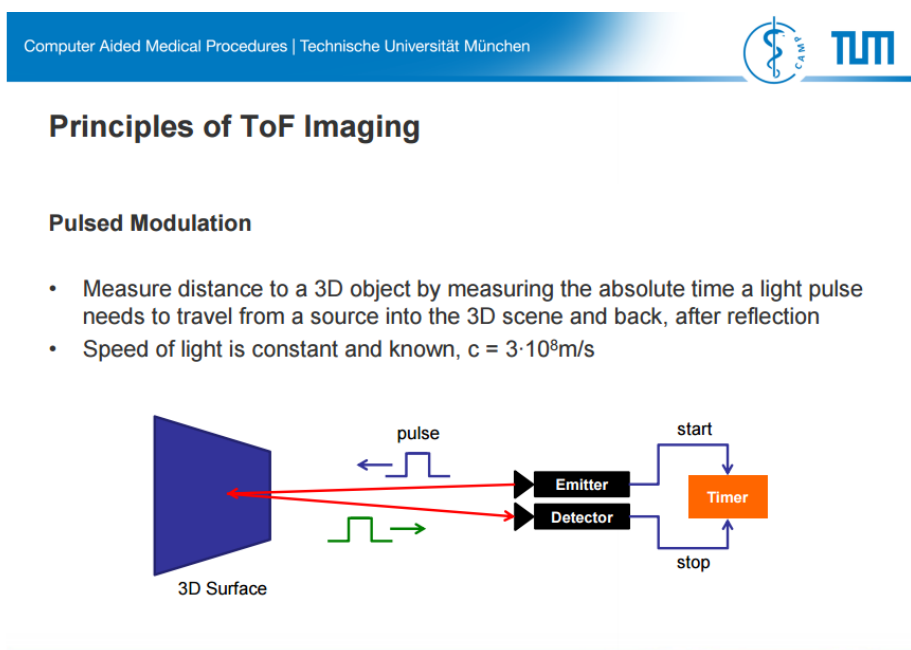 Computer Aided Medical Procedures | Technische Universität München
CAMP
TUM
Principles of ToF Imaging
Pulsed Modulation
• Measure distance to a 3D object by measuring the absolute time a light pulse
needs to travel from a source into the 3D scene and back, after reflection
• Speed of light is constant and known, c = 3·10⁸m/s
pulse
start
Emitter
Timer
Detector
stop
3D Surface